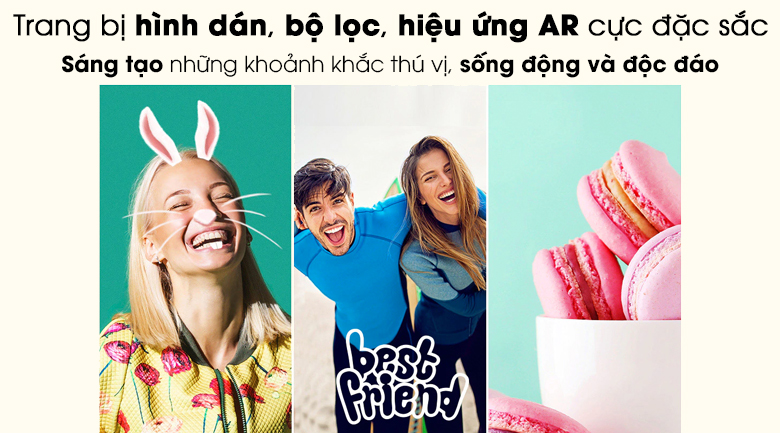 Trang bị hình dán, bộ lọc, hiệu ứng AR cực đặc sắc
Sáng tạo những khoảnh khắc thú vị, sống động và độc đáo
best
friend